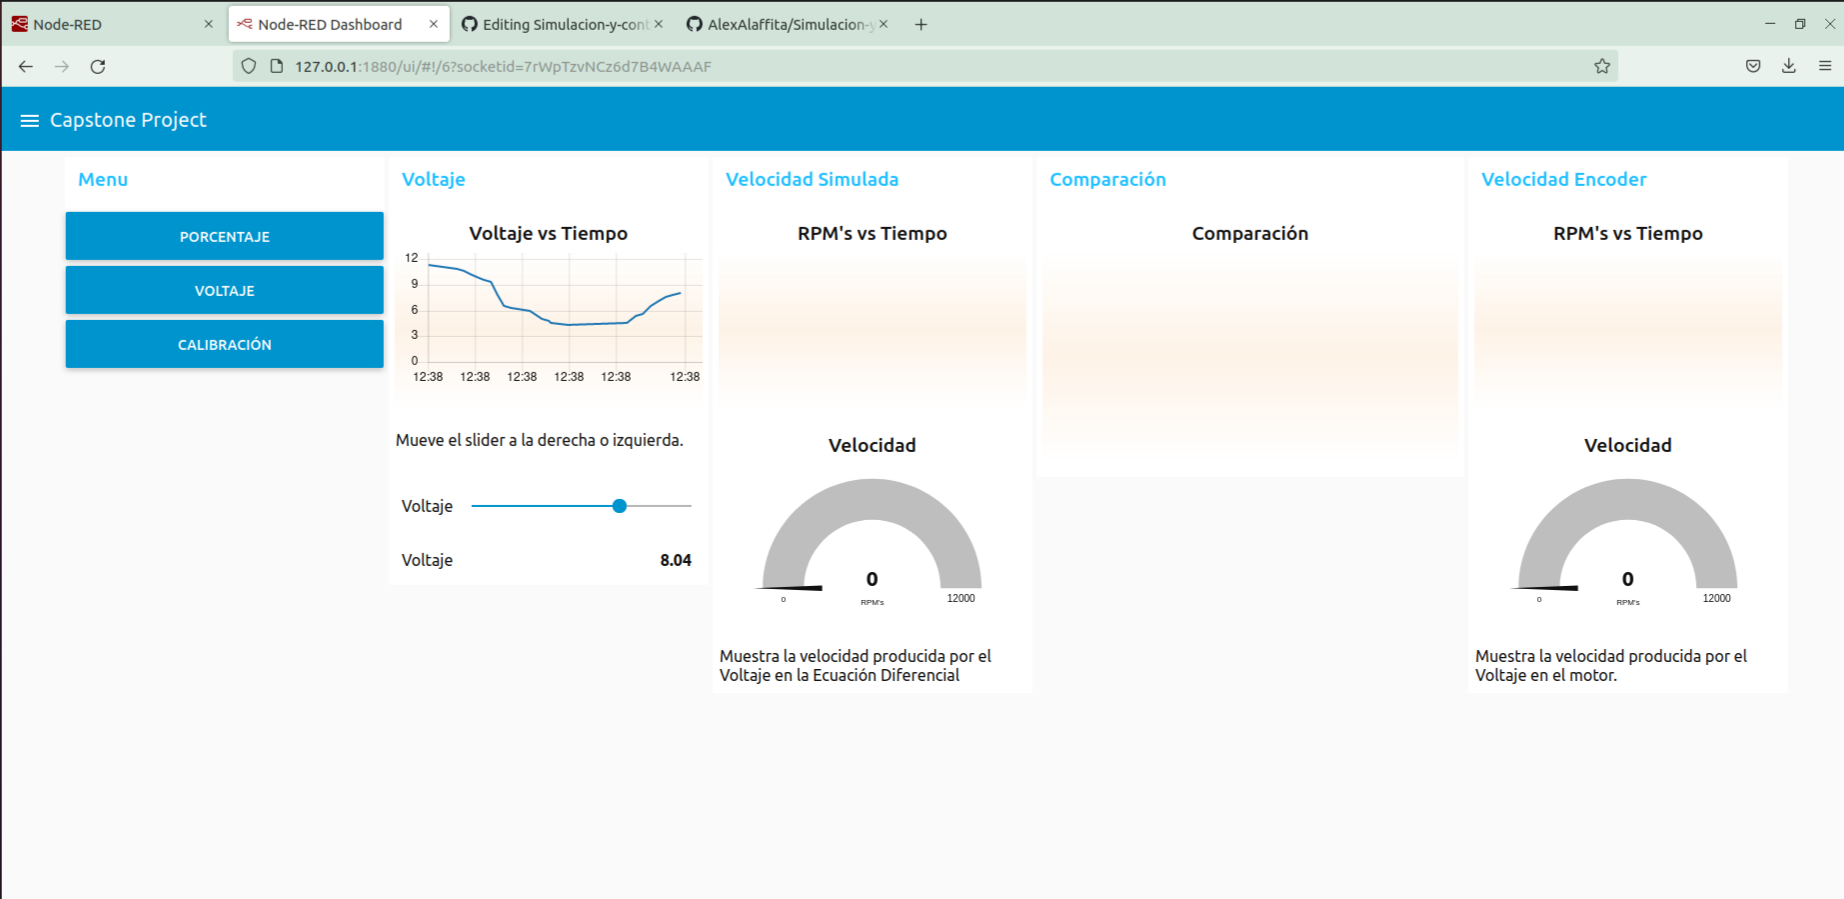 Node-RED
Node-RED Dashboard
Editing Simulacion-y-cont
AlexAlaffita/Simulacion-y
127.0.0.1:1880/ui/#!/6?socketid=7rWpTzvNCz6d7B4WAAAF
Capstone Project
Menu
PORCENTAJE
VOLTAJE
CALIBRACIÓN
Voltaje
Voltaje vs Tiempo
12
9
6
3
0
12:38 12:38 12:38 12:38 12:38 12:38
Mueve el slider a la derecha o izquierda.
Voltaje
Voltaje 8.04
Velocidad Simulada
RPM's vs Tiempo
Velocidad
0
0 RPM's 12000
Muestra la velocidad producida por el
Voltaje en la Ecuación Diferencial
Comparación
Comparación
Velocidad Encoder
RPM's vs Tiempo
Velocidad
0
0 RPM's 12000
Muestra la velocidad producida por el
Voltaje en el motor.